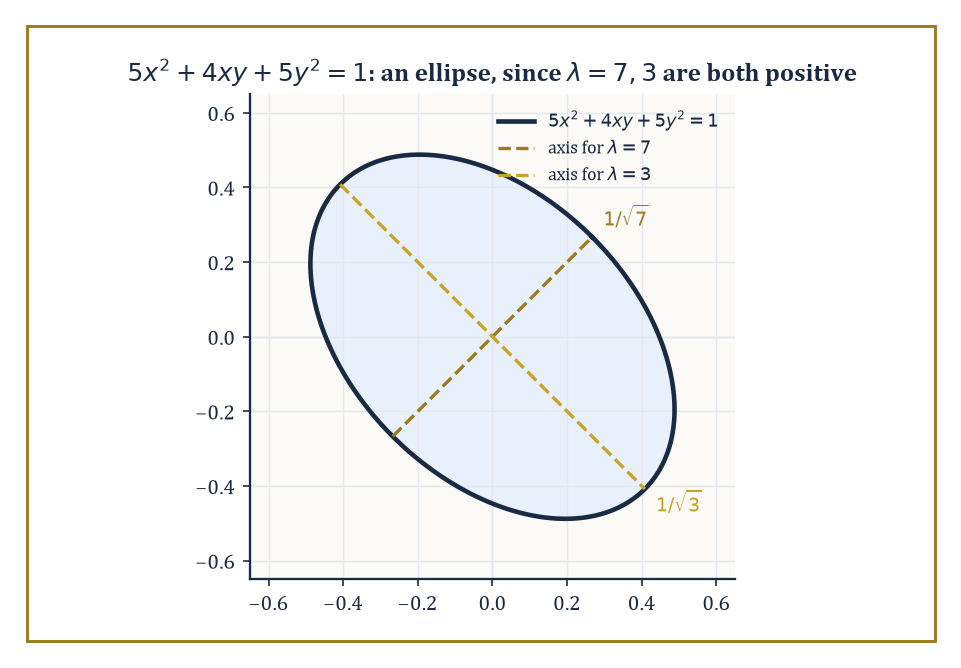 5x² + 4xy + 5y² = 1: an ellipse, since λ = 7, 3 are both positive
0.6
5x² + 4xy + 5y² = 1
axis for λ = 7
axis for λ = 3
1/√7
0.4
0.2
0.0
−0.2
−0.4
1/√3
−0.6
−0.6 −0.4 −0.2 0.0 0.2 0.4 0.6